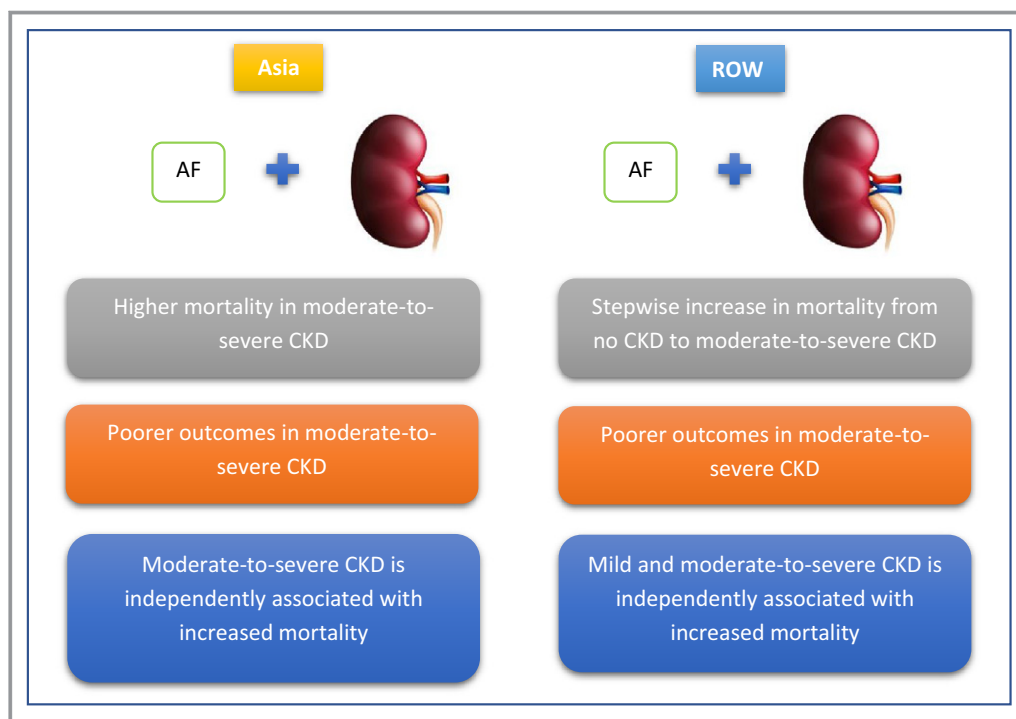 Asia
AF
Higher mortality in moderate-to-
severe CKD
Poorer outcomes in moderate-to-
severe CKD
Moderate-to-severe CKD is
independently associated with
increased mortality
ROW
AF
Stepwise increase in mortality from
no CKD to moderate-to-severe CKD
Poorer outcomes in moderate-to-
severe CKD
Mild and moderate-to-severe CKD is
independently associated with
increased mortality